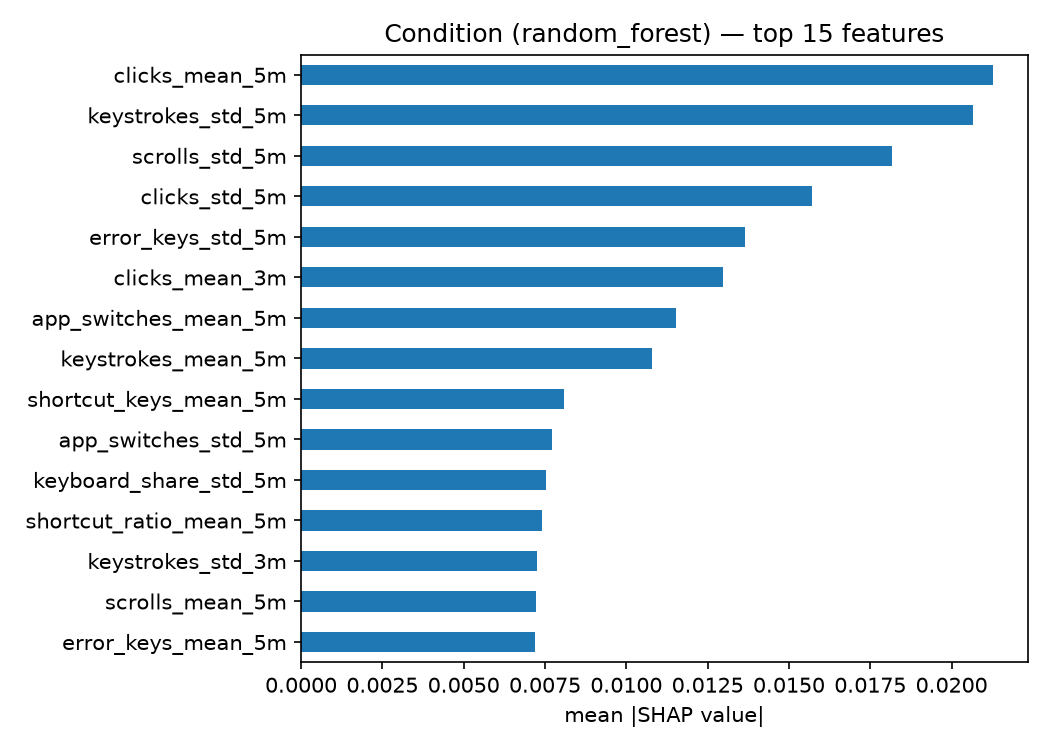 Condition (random_forest) — top 15 features
clicks_mean_5m
keystrokes_std_5m
scrolls_std_5m
clicks_std_5m
error_keys_std_5m
clicks_mean_3m
app_switches_mean_5m
keystrokes_mean_5m
shortcut_keys_mean_5m
app_switches_std_5m
keyboard_share_std_5m
shortcut_ratio_mean_5m
keystrokes_std_3m
scrolls_mean_5m
error_keys_mean_5m
0.0000 0.0025 0.0050 0.0075 0.0100 0.0125 0.0150 0.0175 0.0200
mean |SHAP value|